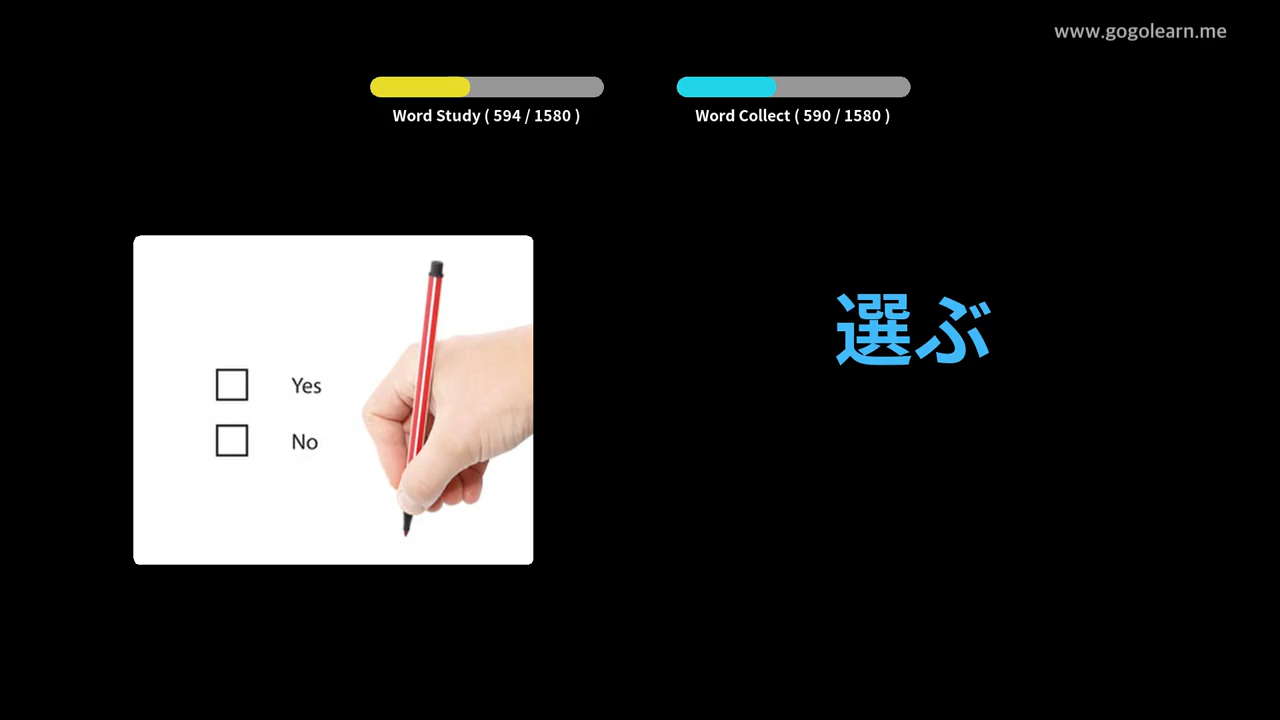 www.gogolearn.me
Word Study ( 594 / 1580 )
Word Collect ( 590 / 1580 )
Yes
No
選ぶ